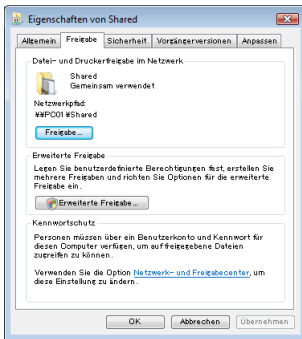 Eigenschaften von Shared
Allgemein
Freigabe
Sicherheit
Vorgängerversionen
Anpassen
Datei- und Druckerfreigabe im Netzwerk
Shared
Gemeinsam verwendet
Netzwerkpfad:
¥¥PC01¥Shared
Freigabe...
Erweiterte Freigabe
Legen Sie benutzerdefinierte Berechtigungen fest, erstellen Sie
mehrere Freigaben und richten Sie Optionen für die erweiterte
Freigabe ein.
Erweiterte Freigabe...
Kennwortschutz
Personen müssen über ein Benutzerkonto und Kennwort für
diesen Computer verfügen, um auf freigegebene Dateien
zugreifen zu können.
Verwenden Sie die Option Netzwerk- und Freigabecenter, um
diese Einstellung zu ändern.
OK
Abbrechen
Übernehmen